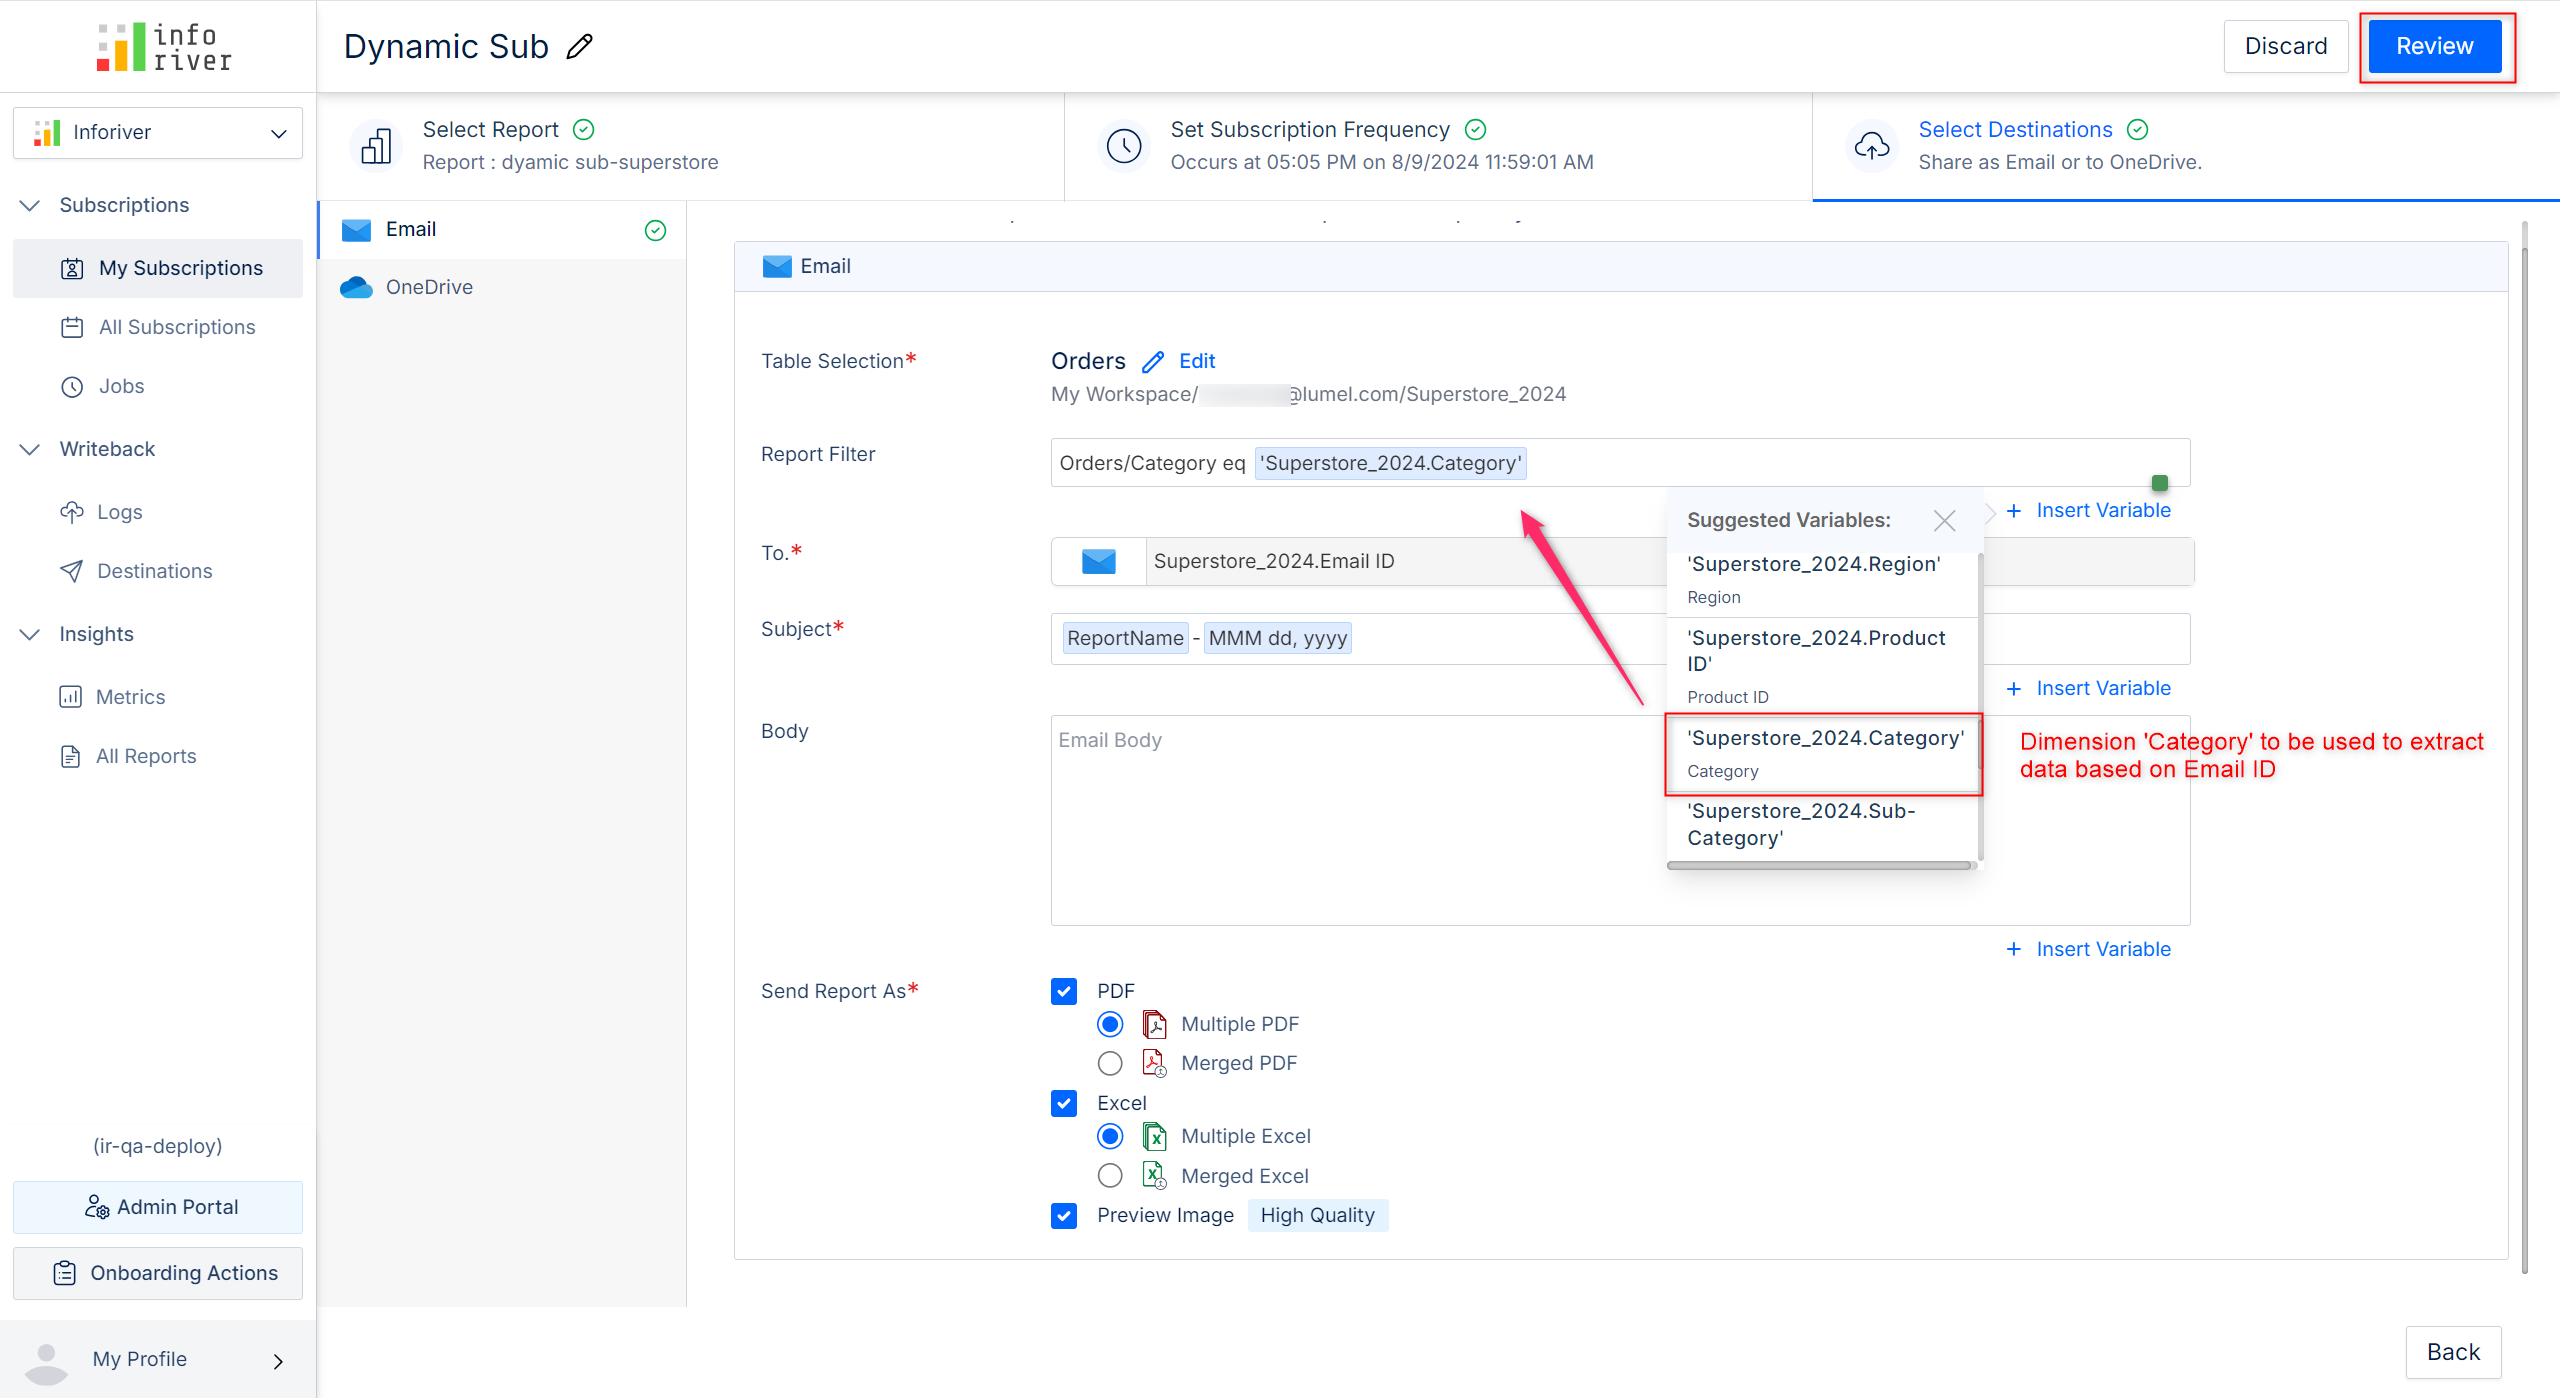 info
river
Dynamic Sub
Discard
Review
Inforiver
Select Report
Report : dyamic sub-superstore
Set Subscription Frequency
Occurs at 05:05 PM on 8/9/2024 11:59:01 AM
Select Destinations
Share as Email or to OneDrive.
Subscriptions
My Subscriptions
All Subscriptions
Jobs
Writeback
Logs
Destinations
Insights
Metrics
All Reports
(ir-qa-deploy)
Admin Portal
Onboarding Actions
My Profile
Email
OneDrive
Email
Table Selection*
Orders Edit
My Workspace/ @lumel.com/Superstore_2024
Report Filter
Orders/Category eq 'Superstore_2024.Category'
+ Insert Variable
To.*
Superstore_2024.Email ID
Subject*
ReportName - MMM dd, yyyy
+ Insert Variable
Body
Email Body
+ Insert Variable
Suggested Variables:
'Superstore_2024.Region'
Region
'Superstore_2024.Product
ID'
Product ID
'Superstore_2024.Category'
Category
'Superstore_2024.Sub-
Category'
Dimension 'Category' to be used to extract
data based on Email ID
Send Report As*
PDF
Multiple PDF
Merged PDF
Excel
Multiple Excel
Merged Excel
Preview Image High Quality
Back